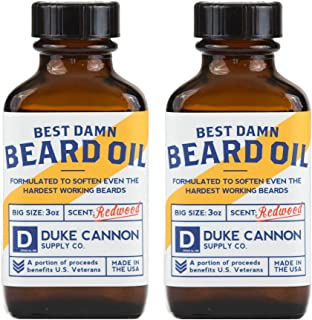 BEST DAMN
BEARD OIL
FORMULATED TO SOFTEN EVEN THE
HARDEST WORKING BEARDS
BIG SIZE: 3oz SCENT: Redwood
D DUKE CANNON
SUPPLY CO.
A portion of proceeds
benefits U.S. Veterans
MADE IN
THE USA
BEST DAMN
BEARD OIL
FORMULATED TO SOFTEN EVEN THE
HARDEST WORKING BEARDS
BIG SIZE: 3oz SCENT: Redwood
D DUKE CANNON
SUPPLY CO.
A portion of proceeds
benefits U.S. Veterans
MADE IN
THE USA